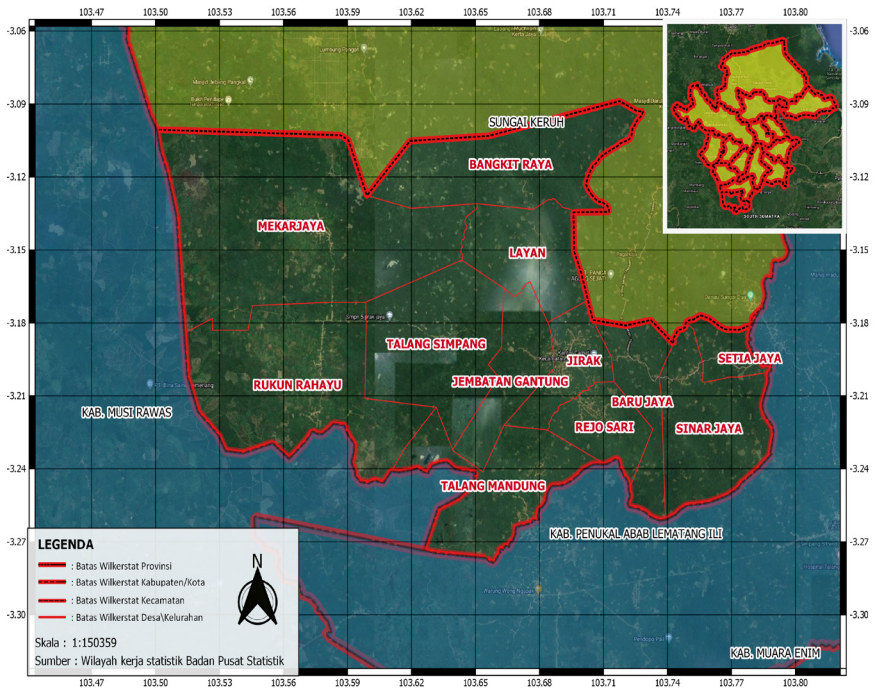 103.47 103.50 103.53 103.56 103.59 103.62 103.65 103.68 103.71 103.74 103.77 103.80
-3.06 -3.06
-3.09 -3.09
SUNGAI KERUH
-3.12 -3.12
BANGKIT RAYA
MEKARJAYA
LAYAN
-3.15 -3.15
-3.18 -3.18
TALANG SIMPANG
JIRAK
SETIA JAYA
RUKUN RAHAYU
JEMBATAN GANTUNG
-3.21 -3.21
BARU JAYA
KAB. MUSI RAWAS
REJO SARI
SINAR JAYA
-3.24 -3.24
TALANG MANDUNG
KAB. PENUKAL ABAB LEMATANG ILI
-3.27 -3.27
LEGENDA
: Batas Wilkerstat Provinsi
: Batas Wilkerstat Kabupaten/Kota
: Batas Wilkerstat Kecamatan
: Batas Wilkerstat Desa\Kelurahan
N
-3.30 -3.30
Skala : 1:150359
Sumber : Wilayah kerja statistik Badan Pusat Statistik
KAB. MUARA ENIM
103.47 103.50 103.53 103.56 103.59 103.62 103.65 103.68 103.71 103.74 103.77 103.80